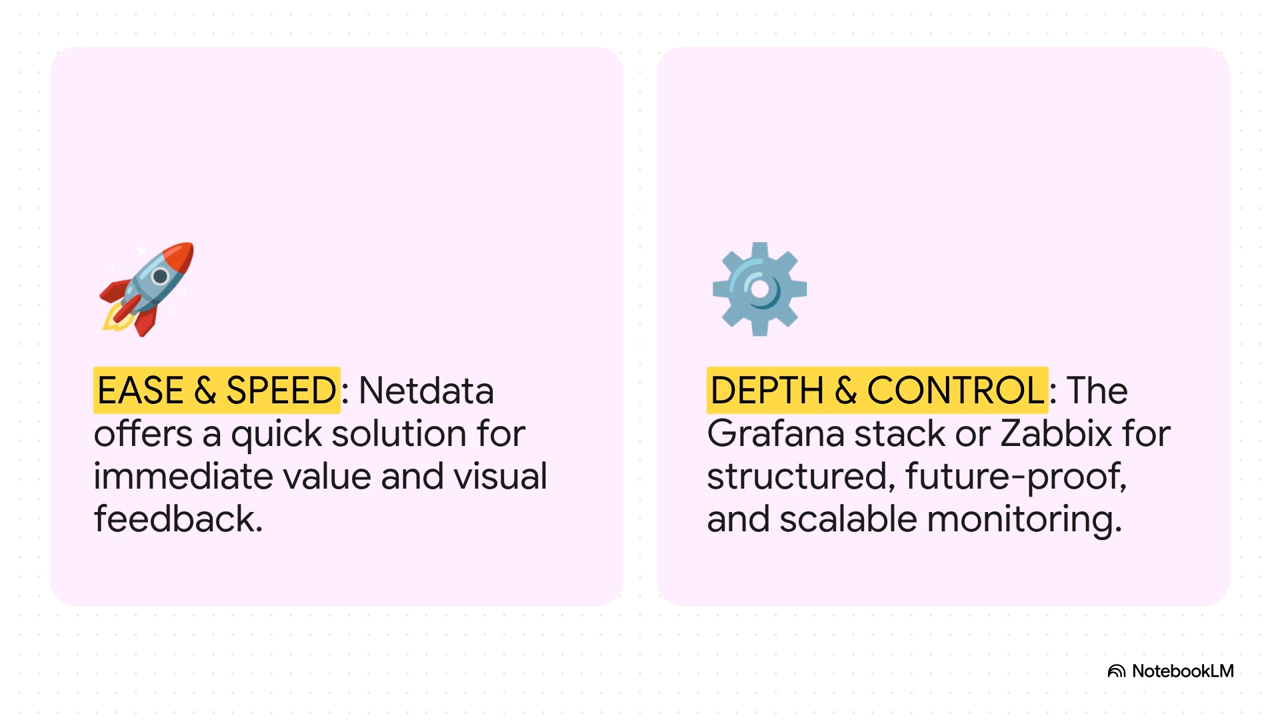 EASE & SPEED: Netdata
offers a quick solution for
immediate value and visual
feedback.
DEPTH & CONTROL: The
Grafana stack or Zabbix for
structured, future-proof,
and scalable monitoring.
NotebookLM